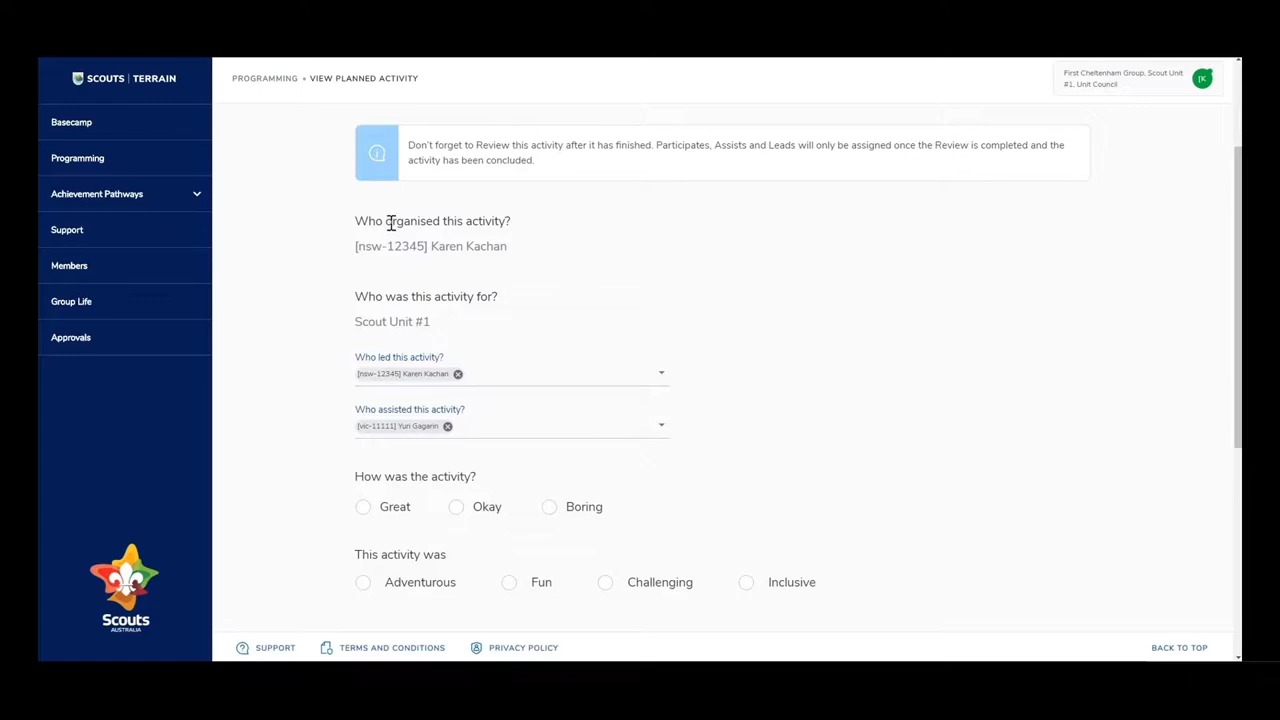 SCOUTS | TERRAIN
PROGRAMMING • VIEW PLANNED ACTIVITY
First Cheltenham Group, Scout Unit
#1, Unit Council
[K
Basecamp
Programming
Achievement Pathways
Support
Members
Group Life
Approvals
Scouts
AUSTRALIA
Don't forget to Review this activity after it has finished. Participates, Assists and Leads will only be assigned once the Review is completed and the
activity has been concluded.
Who organised this activity?
[nsw-12345] Karen Kachan
Who was this activity for?
Scout Unit #1
Who led this activity?
[nsw-12345] Karen Kachan
Who assisted this activity?
[vic-11111] Yuri Gagarin
How was the activity?
Great Okay Boring
This activity was
Adventurous Fun Challenging Inclusive
SUPPORT TERMS AND CONDITIONS PRIVACY POLICY BACK TO TOP